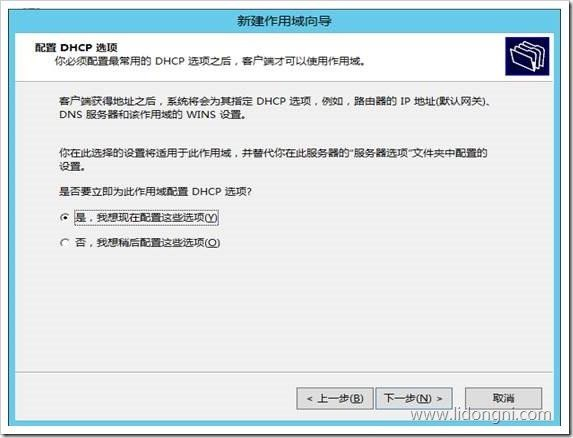 新建作用域向导
配置 DHCP 选项
你必须配置最常用的 DHCP 选项之后，客户端才可以使用作用域。
客户端获得地址之后，系统将会为其指定 DHCP 选项，例如，路由器的 IP 地址(默认网关)、
DNS 服务器和该作用域的 WINS 设置。
你在此选择的设置将适用于此作用域，并替代你在此服务器的“服务器选项”文件夹中配置的
设置。
是否要立即为此作用域配置 DHCP 选项?
是，我想现在配置这些选项(Y)
否，我想稍后配置这些选项(O)
< 上一步(B) 下一步(N) > 取消
www.lidongni.com